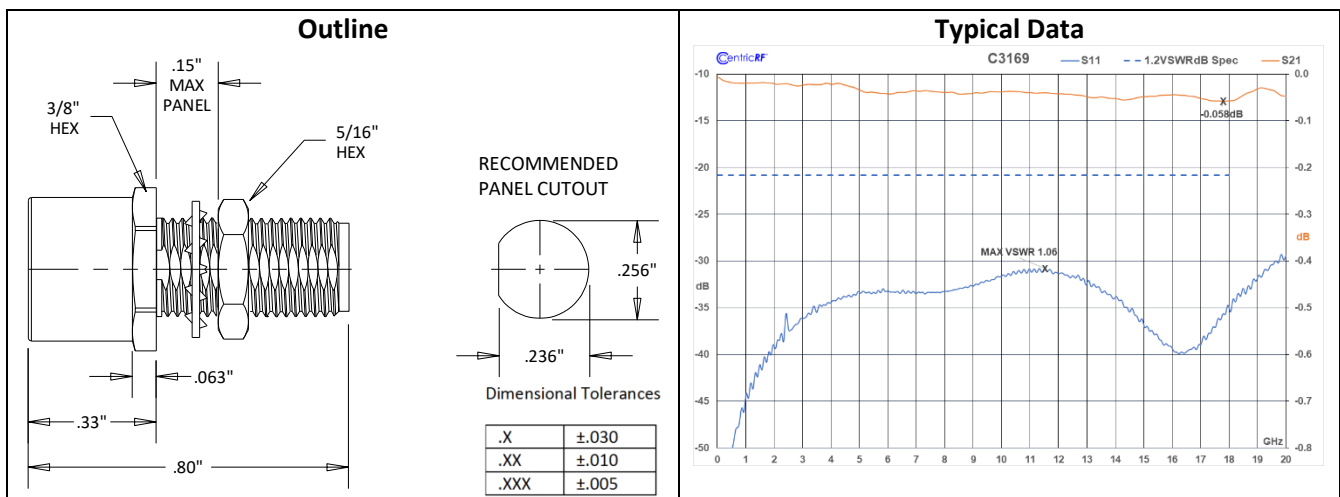 Outline
.15"
MAX
PANEL
3/8"
HEX
5/16"
HEX
RECOMMENDED
PANEL CUTOUT
.256"
.236"
.063"
.33"
.80"
Dimensional Tolerances
.X ±.030
.XX ±.010
.XXX ±.005
Typical Data
CentricRF
C3169
S11
1.2VSWRdB Spec
S21
-10
-15
-20
-25
-30
dB
-35
-40
-45
-50
0.0
-0.1
-0.2
-0.3
dB
-0.4
-0.5
-0.6
-0.7
-0.8
-0.058dB
MAX VSWR 1.06
GHz
0 1 2 3 4 5 6 7 8 9 10 11 12 13 14 15 16 17 18 19 20